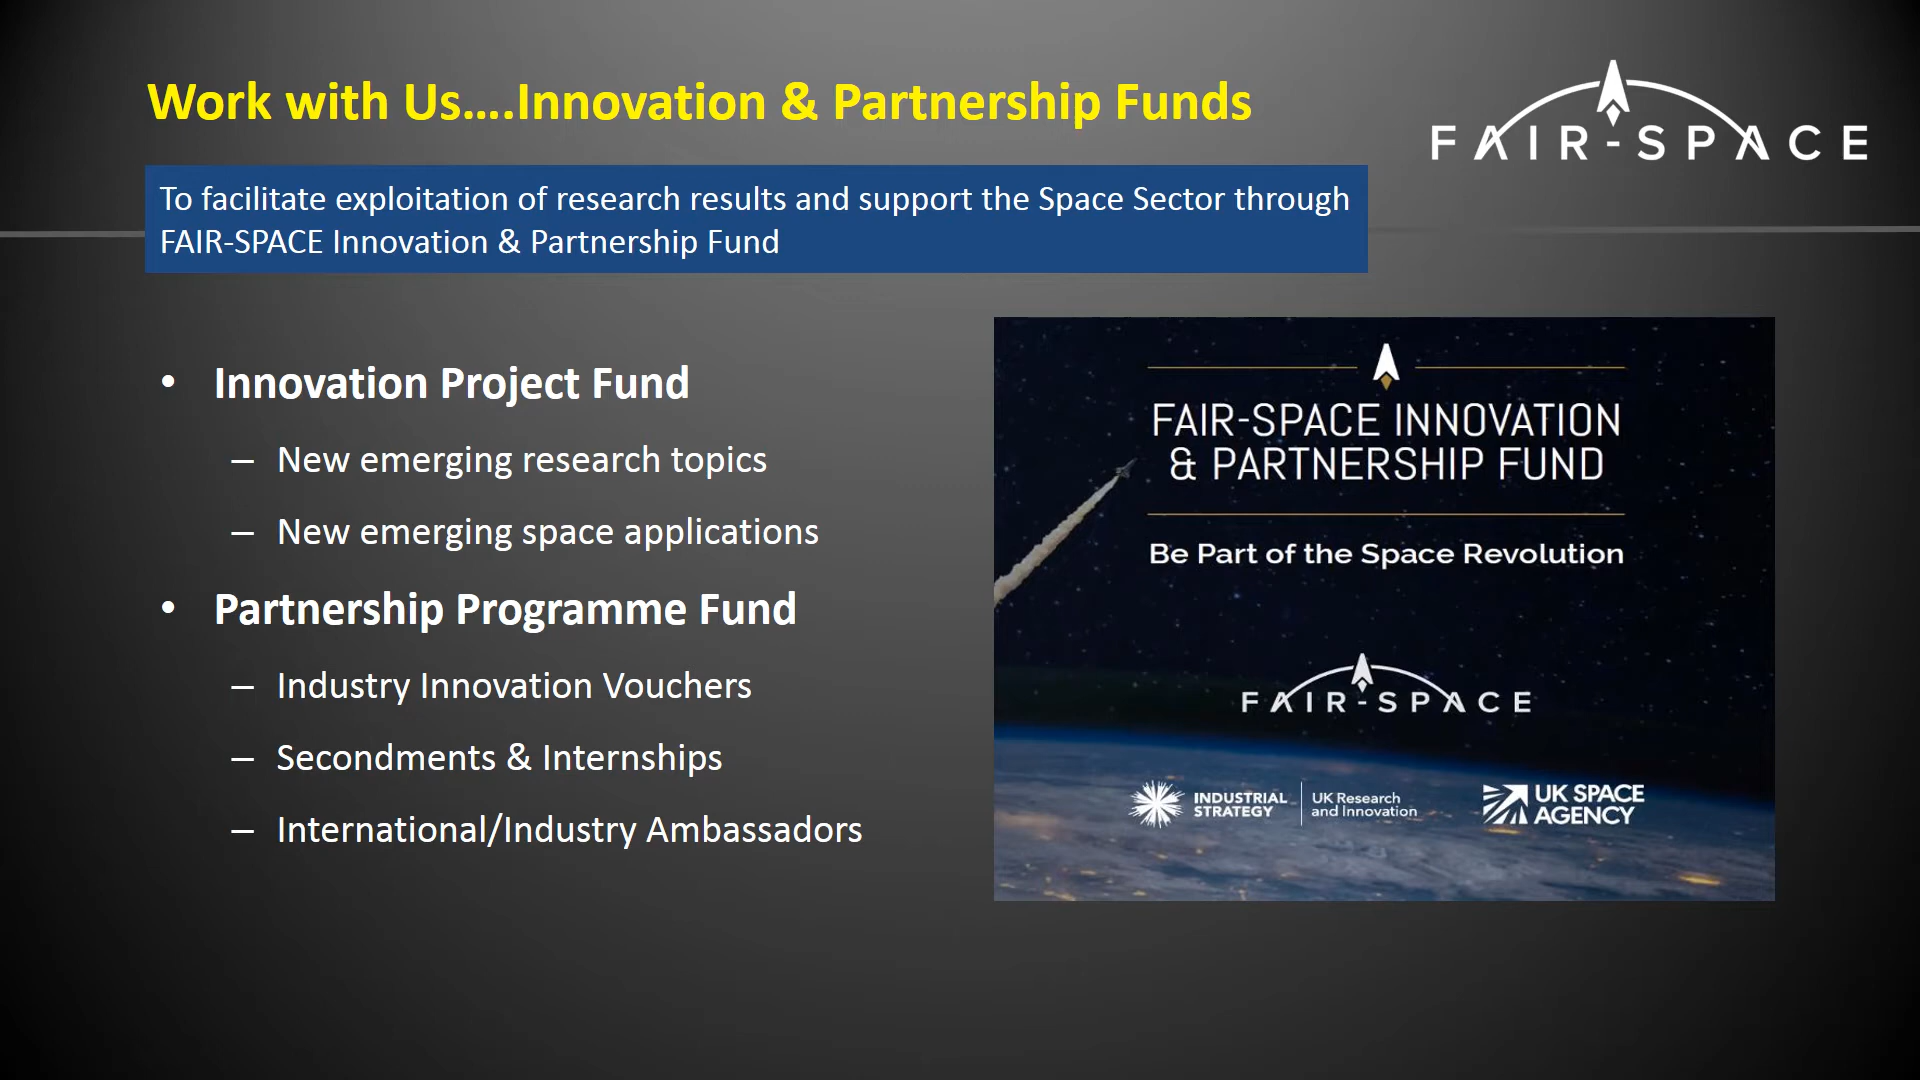 Work with Us....Innovation & Partnership Funds
FAIR-SPACE
To facilitate exploitation of research results and support the Space Sector through
FAIR-SPACE Innovation & Partnership Fund
• Innovation Project Fund
– New emerging research topics
– New emerging space applications
• Partnership Programme Fund
– Industry Innovation Vouchers
– Secondments & Internships
– International/Industry Ambassadors
FAIR-SPACE INNOVATION
& PARTNERSHIP FUND
Be Part of the Space Revolution
FAIR-SPACE
INDUSTRIAL
STRATEGY
UK Research
and Innovation
UK SPACE
AGENCY